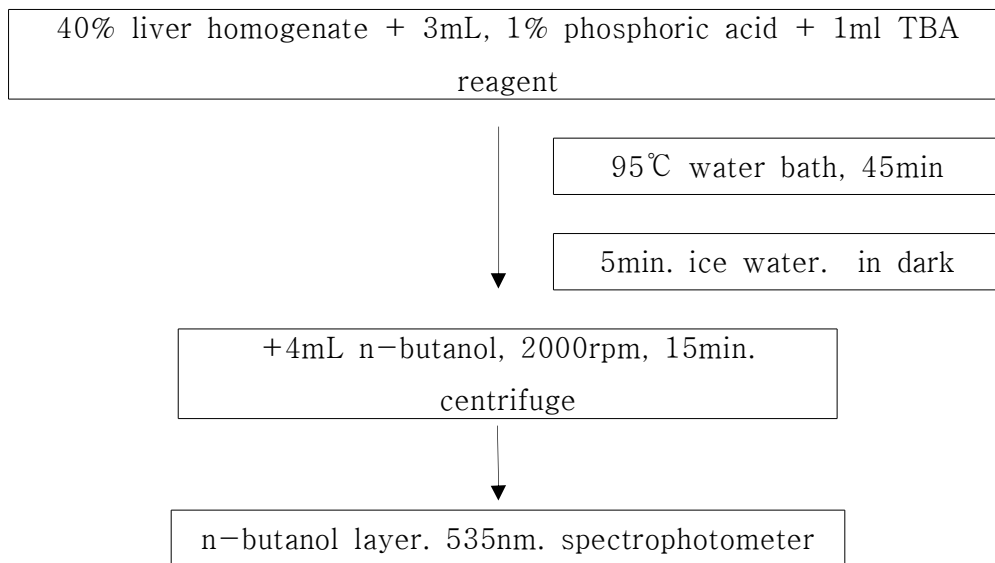 40% liver homogenate + 3mL, 1% phosphoric acid + 1ml TBA
reagent
95℃ water bath, 45min
5min. ice water. in dark
+4mL n-butanol, 2000rpm, 15min.
centrifuge
n-butanol layer. 535nm. spectrophotometer